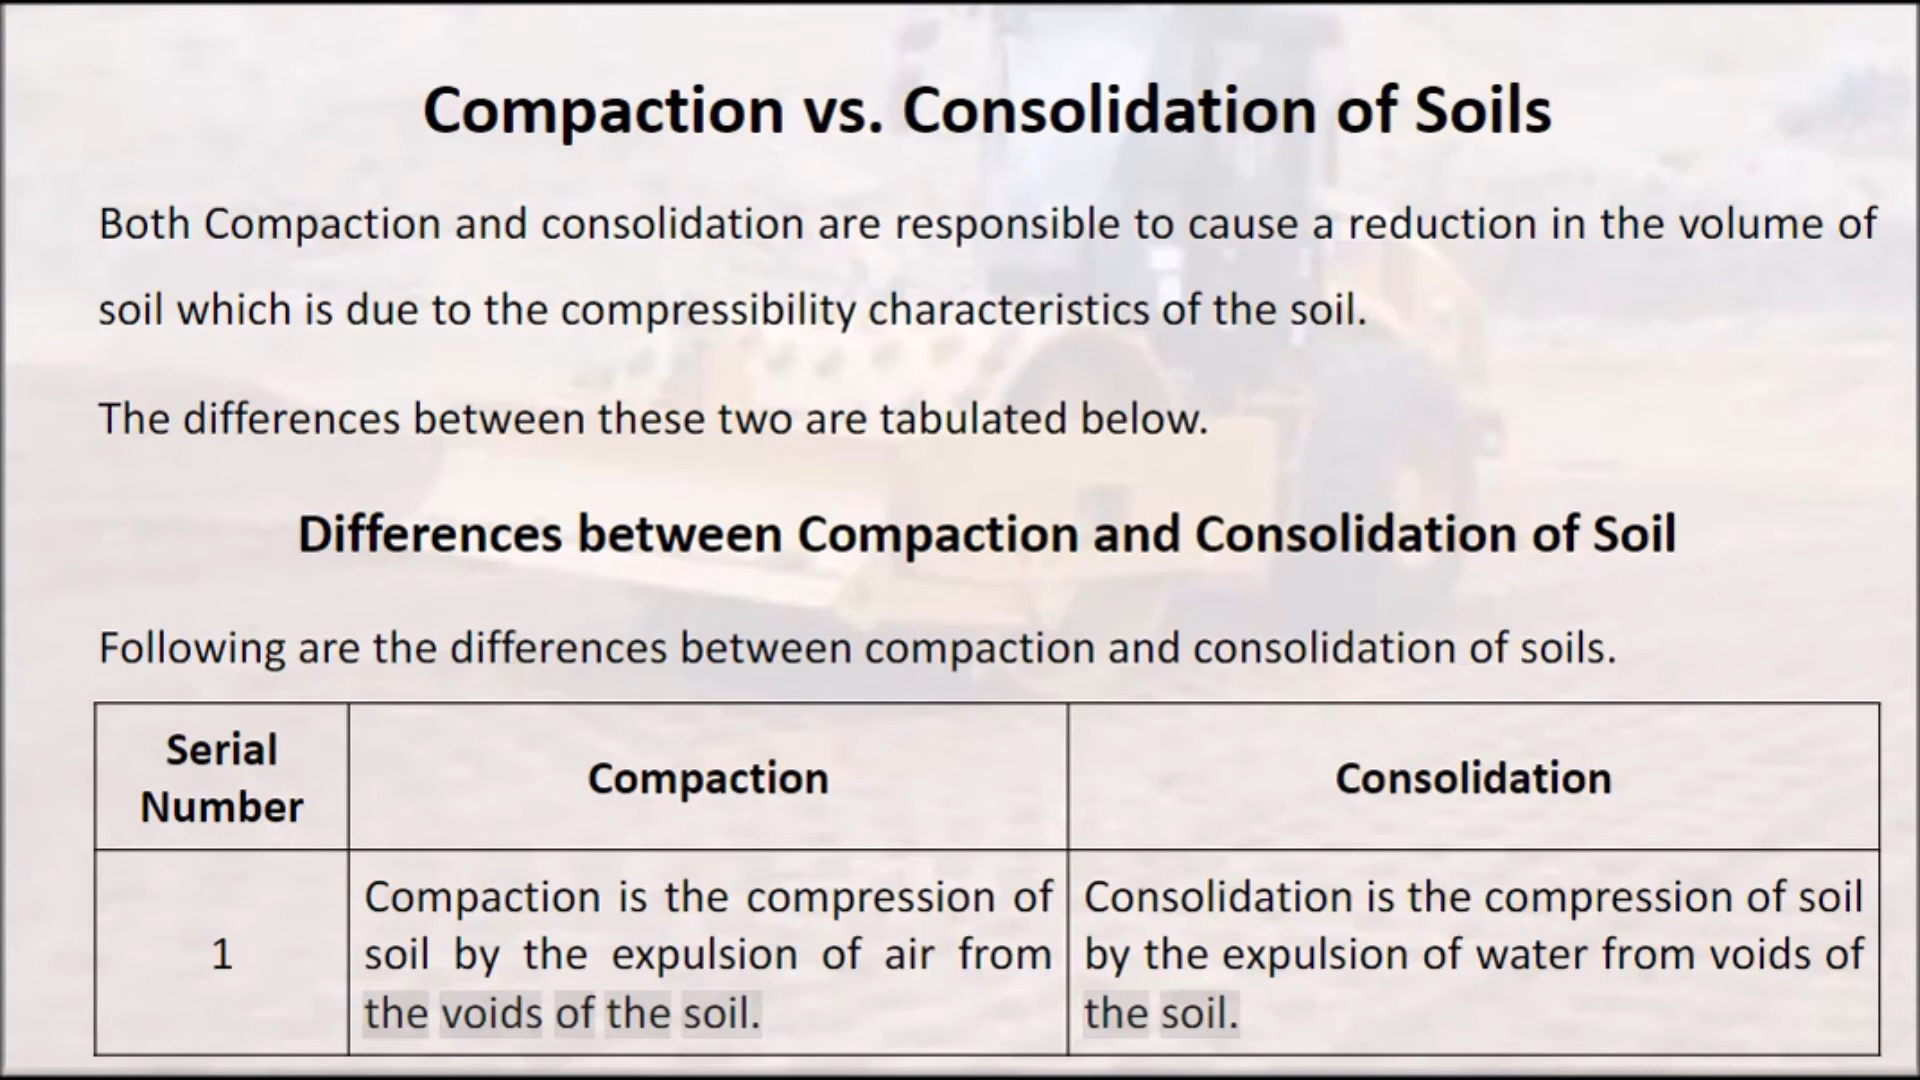 Compaction vs. Consolidation of Soils
Both Compaction and consolidation are responsible to cause a reduction in the volume of
soil which is due to the compressibility characteristics of the soil.
The differences between these two are tabulated below.
Differences between Compaction and Consolidation of Soil
Following are the differences between compaction and consolidation of soils.
Serial
Number
Compaction
Consolidation
1
Compaction is the compression of
soil by the expulsion of air from
the voids of the soil.
Consolidation is the compression of soil
by the expulsion of water from voids of
the soil.